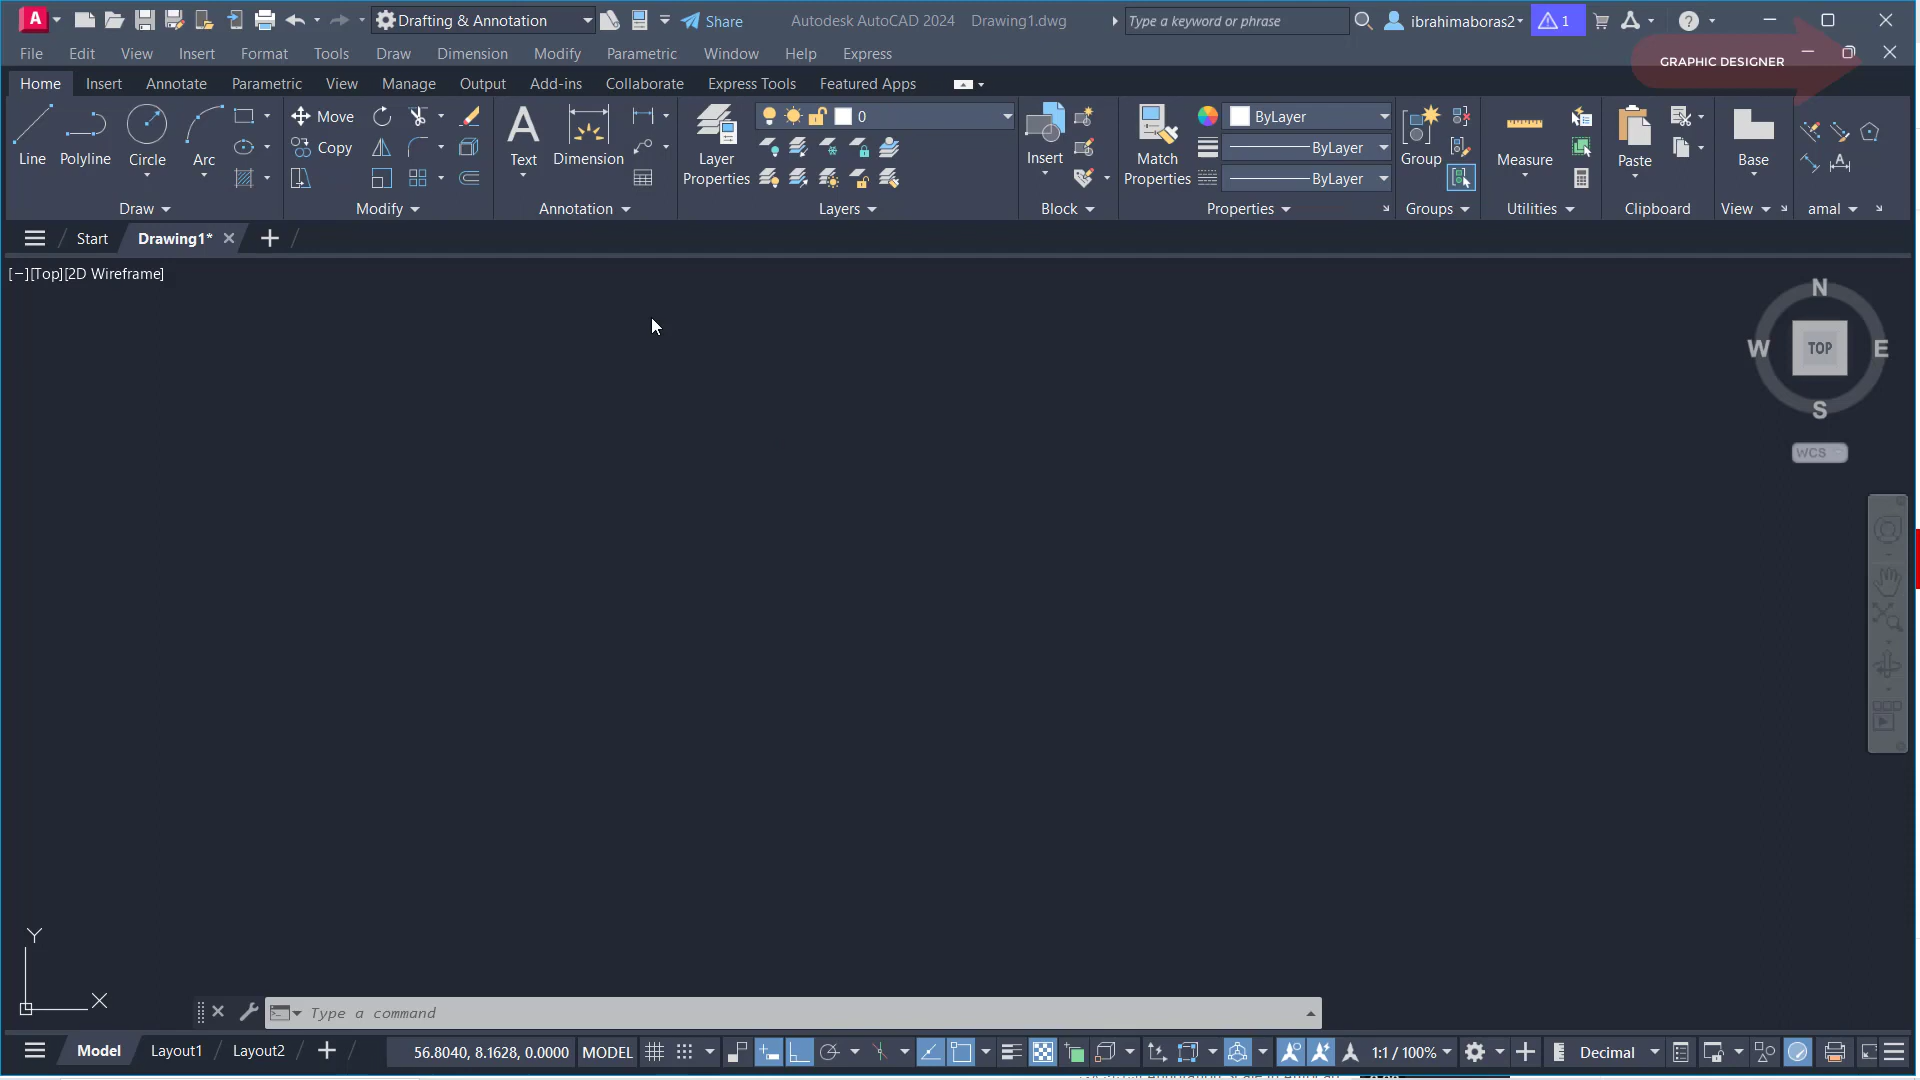 A Drafting & Annotation Share Autodesk AutoCAD 2024 Drawing1.dwg Type a keyword or phrase ibrahimaboras2 1
File Edit View Insert Format Tools Draw Dimension Modify Parametric Window Help Express
GRAPHIC DESIGNER
Home Insert Annotate Parametric View Manage Output Add-ins Collaborate Express Tools Featured Apps
Move 0 ByLayer
Line Polyline Circle Arc Copy Text Dimension Layer Properties Insert Match Properties ByLayer Group Measure Paste Base
ByLayer
Draw Modify Annotation Layers Block Properties Groups Utilities Clipboard View amal
Start Drawing1*
[−][Top][2D Wireframe]
N
W TOP E
S
WCS
Y
X
Type a command
Model Layout1 Layout2 56.8040, 8.1628, 0.0000 MODEL 1:1 / 100% Decimal